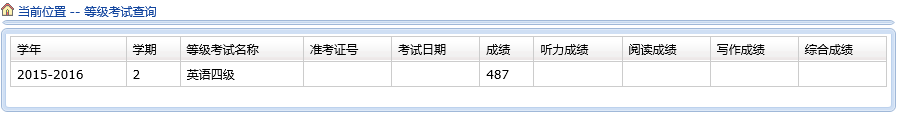 当前位置 -- 等级考试查询
学年 学期 等级考试名称 准考证号 考试日期 成绩 听力成绩 阅读成绩 写作成绩 综合成绩
2015-2016 2 英语四级 487